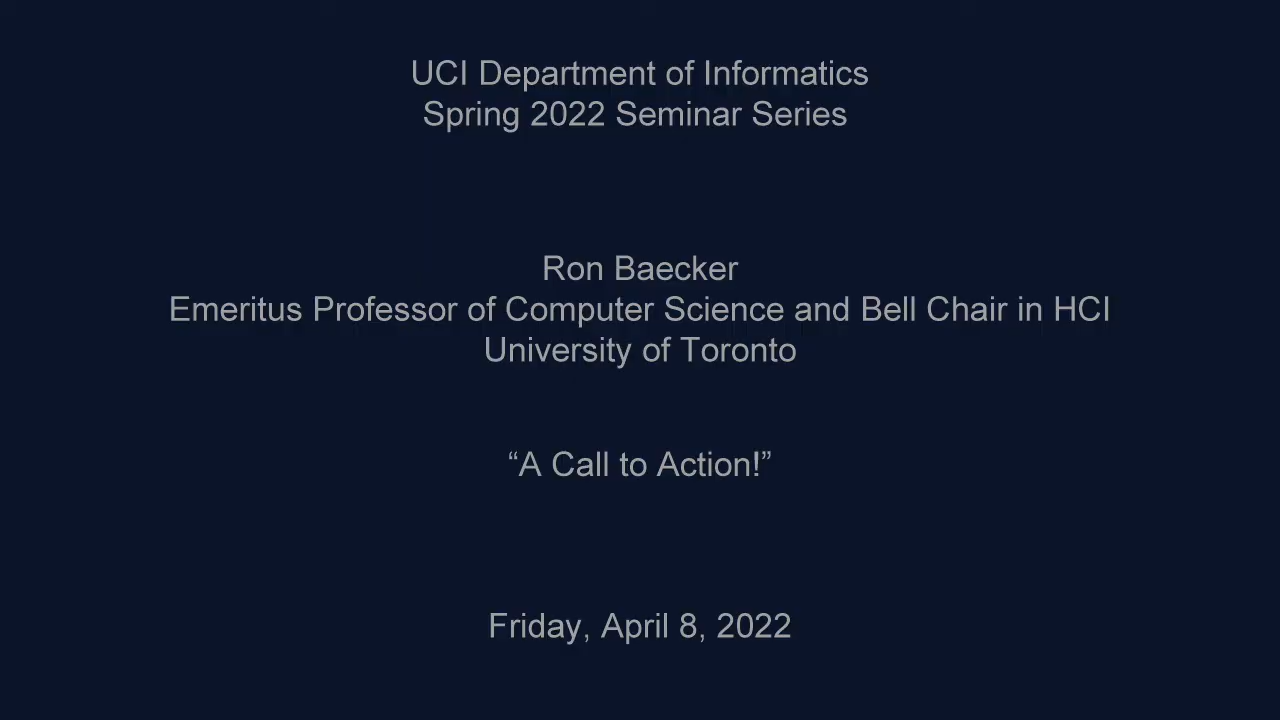 UCI Department of Informatics
Spring 2022 Seminar Series
Ron Baecker
Emeritus Professor of Computer Science and Bell Chair in HCI
University of Toronto
“A Call to Action!”
Friday, April 8, 2022